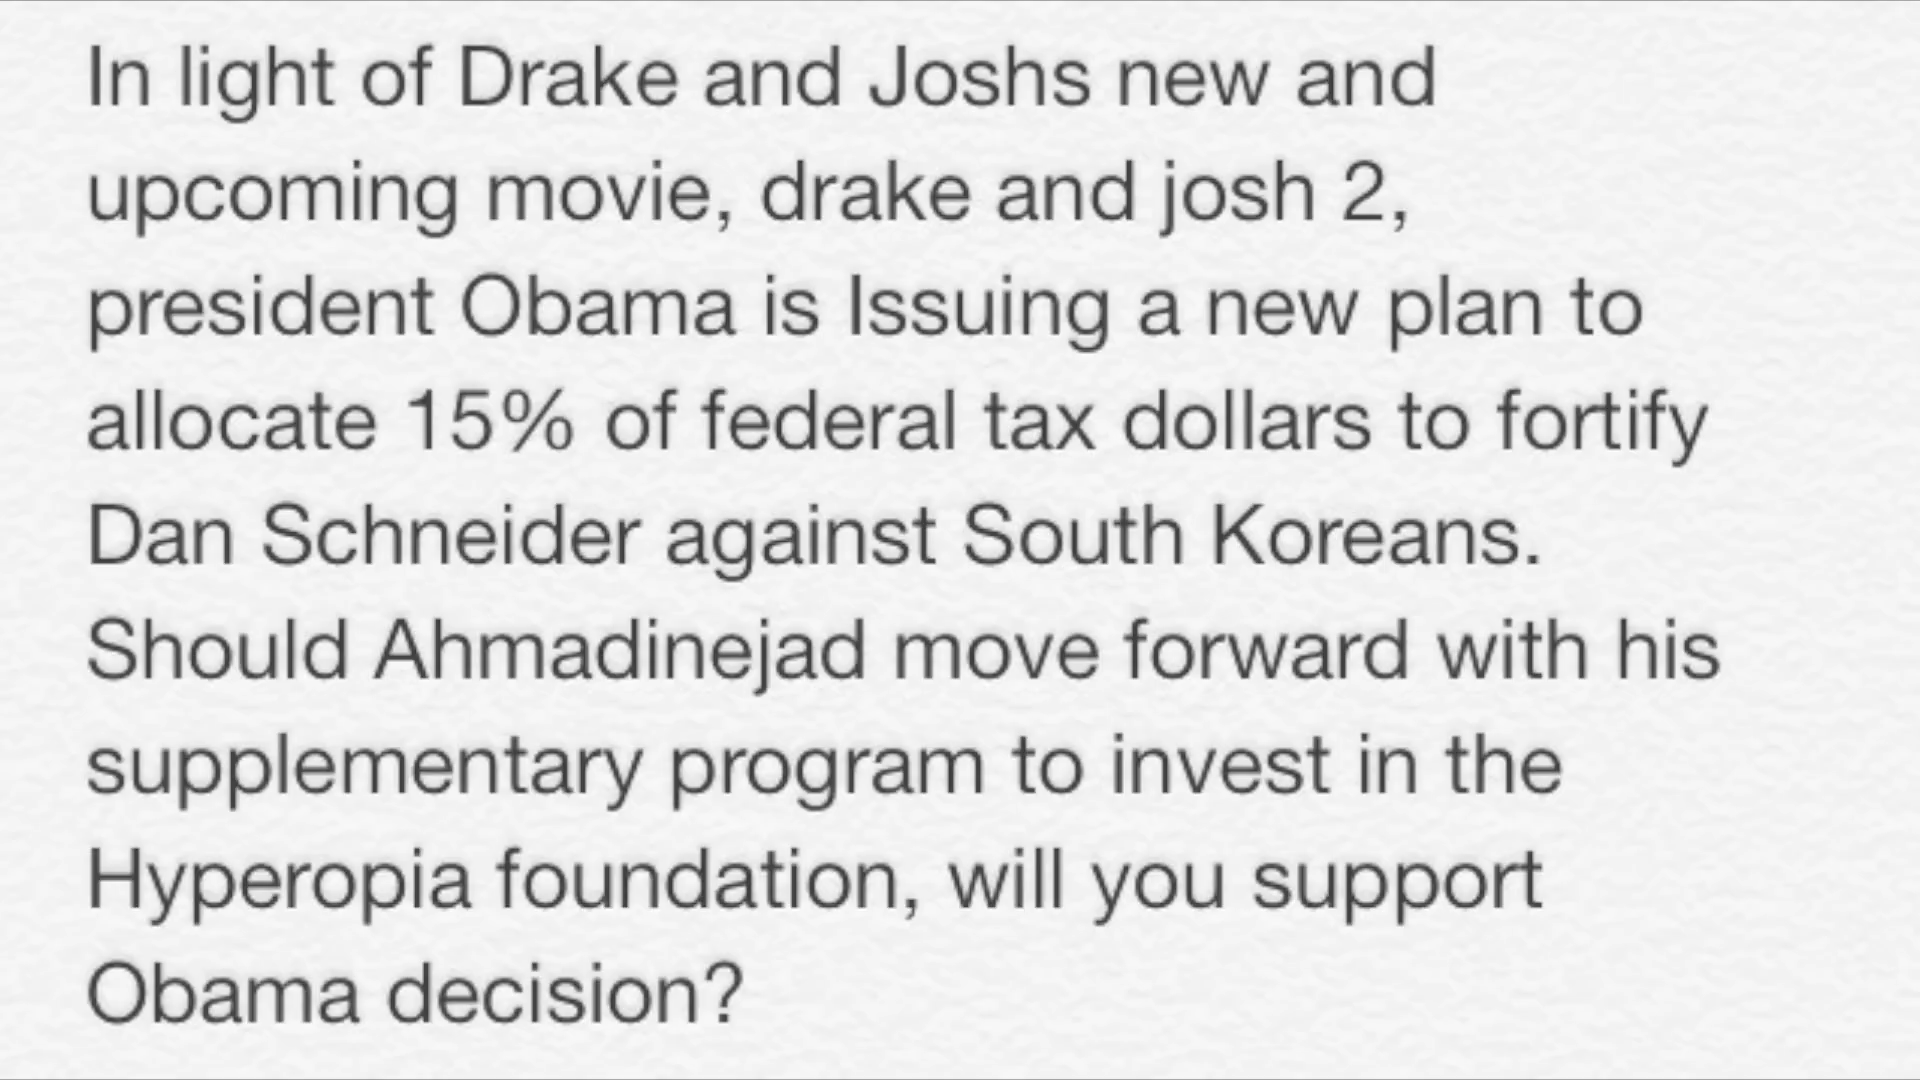 In light of Drake and Joshs new and
upcoming movie, drake and josh 2,
president Obama is Issuing a new plan to
allocate 15% of federal tax dollars to fortify
Dan Schneider against South Koreans.
Should Ahmadinejad move forward with his
supplementary program to invest in the
Hyperopia foundation, will you support
Obama decision?